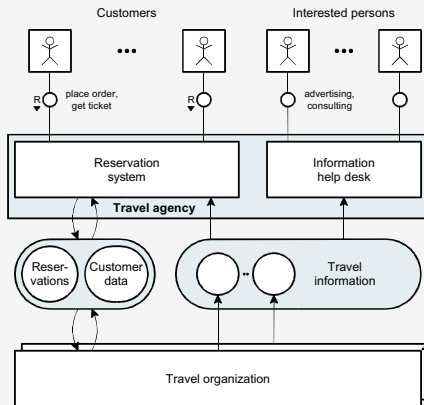 Customers
Interested persons
R
place order,
get ticket
R
advertising,
consulting
Reservation
system
Information
help desk
Travel agency
Reser-
vations
Customer
data
Travel
information
Travel organization